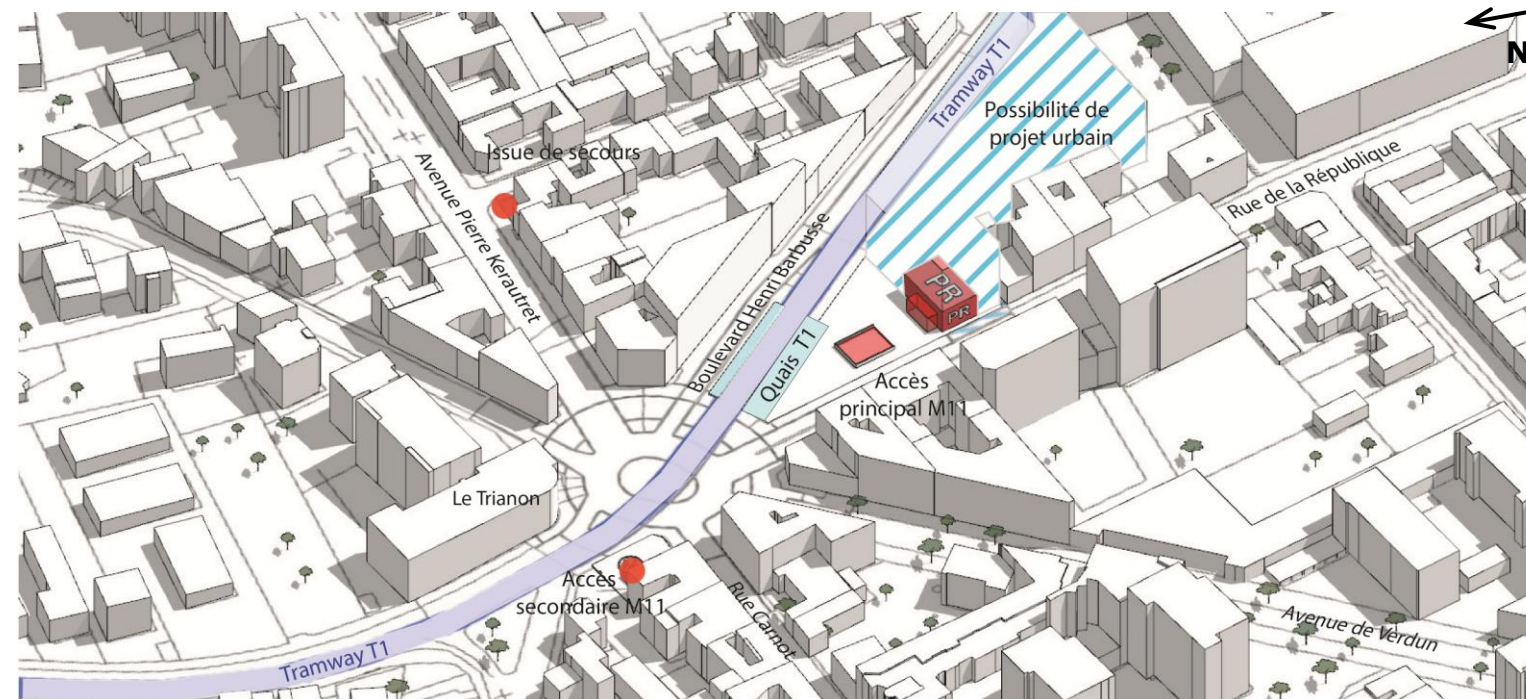 N
Tramway T1
Possibilité de
projet urbain
Issue de secours
Avenue Pierre Kerautret
Rue de la République
Boulevard Henri Barbusse
PR
PR
Quais T1
Accès
principal M11
Le Trianon
Accès
secondaire M11
Rue Carnot
Avenue de Verdun
Tramway T1